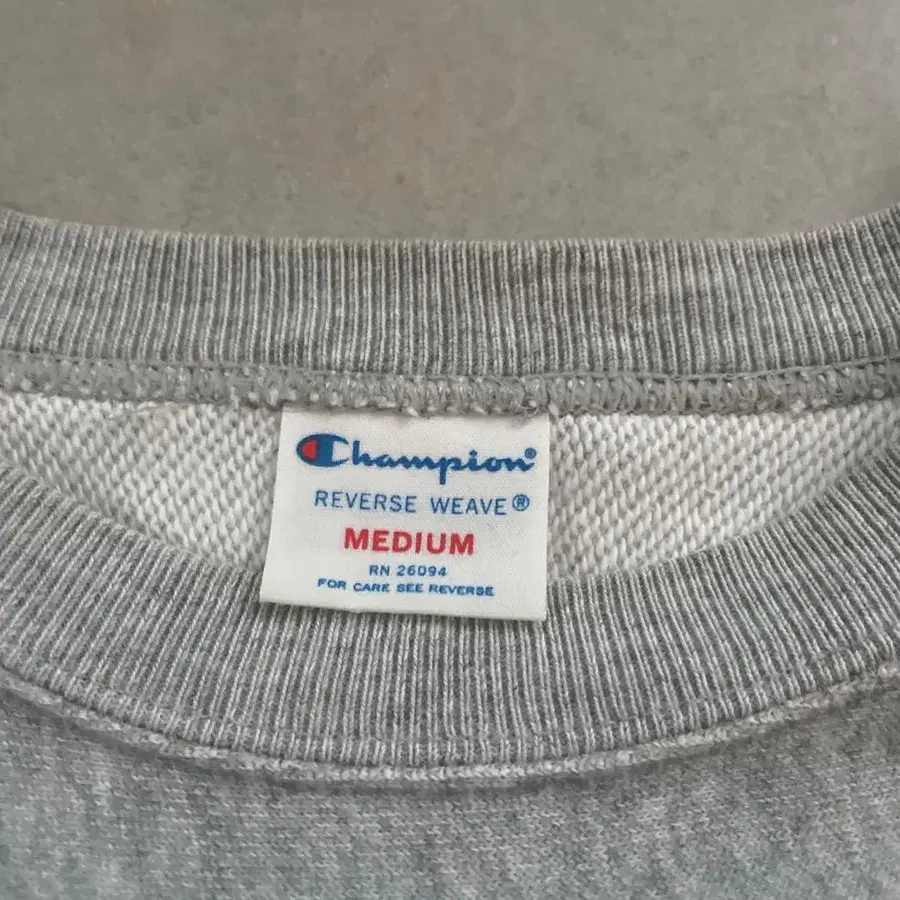 Champion®
REVERSE WEAVE®
MEDIUM
RN 26094
FOR CARE SEE REVERSE